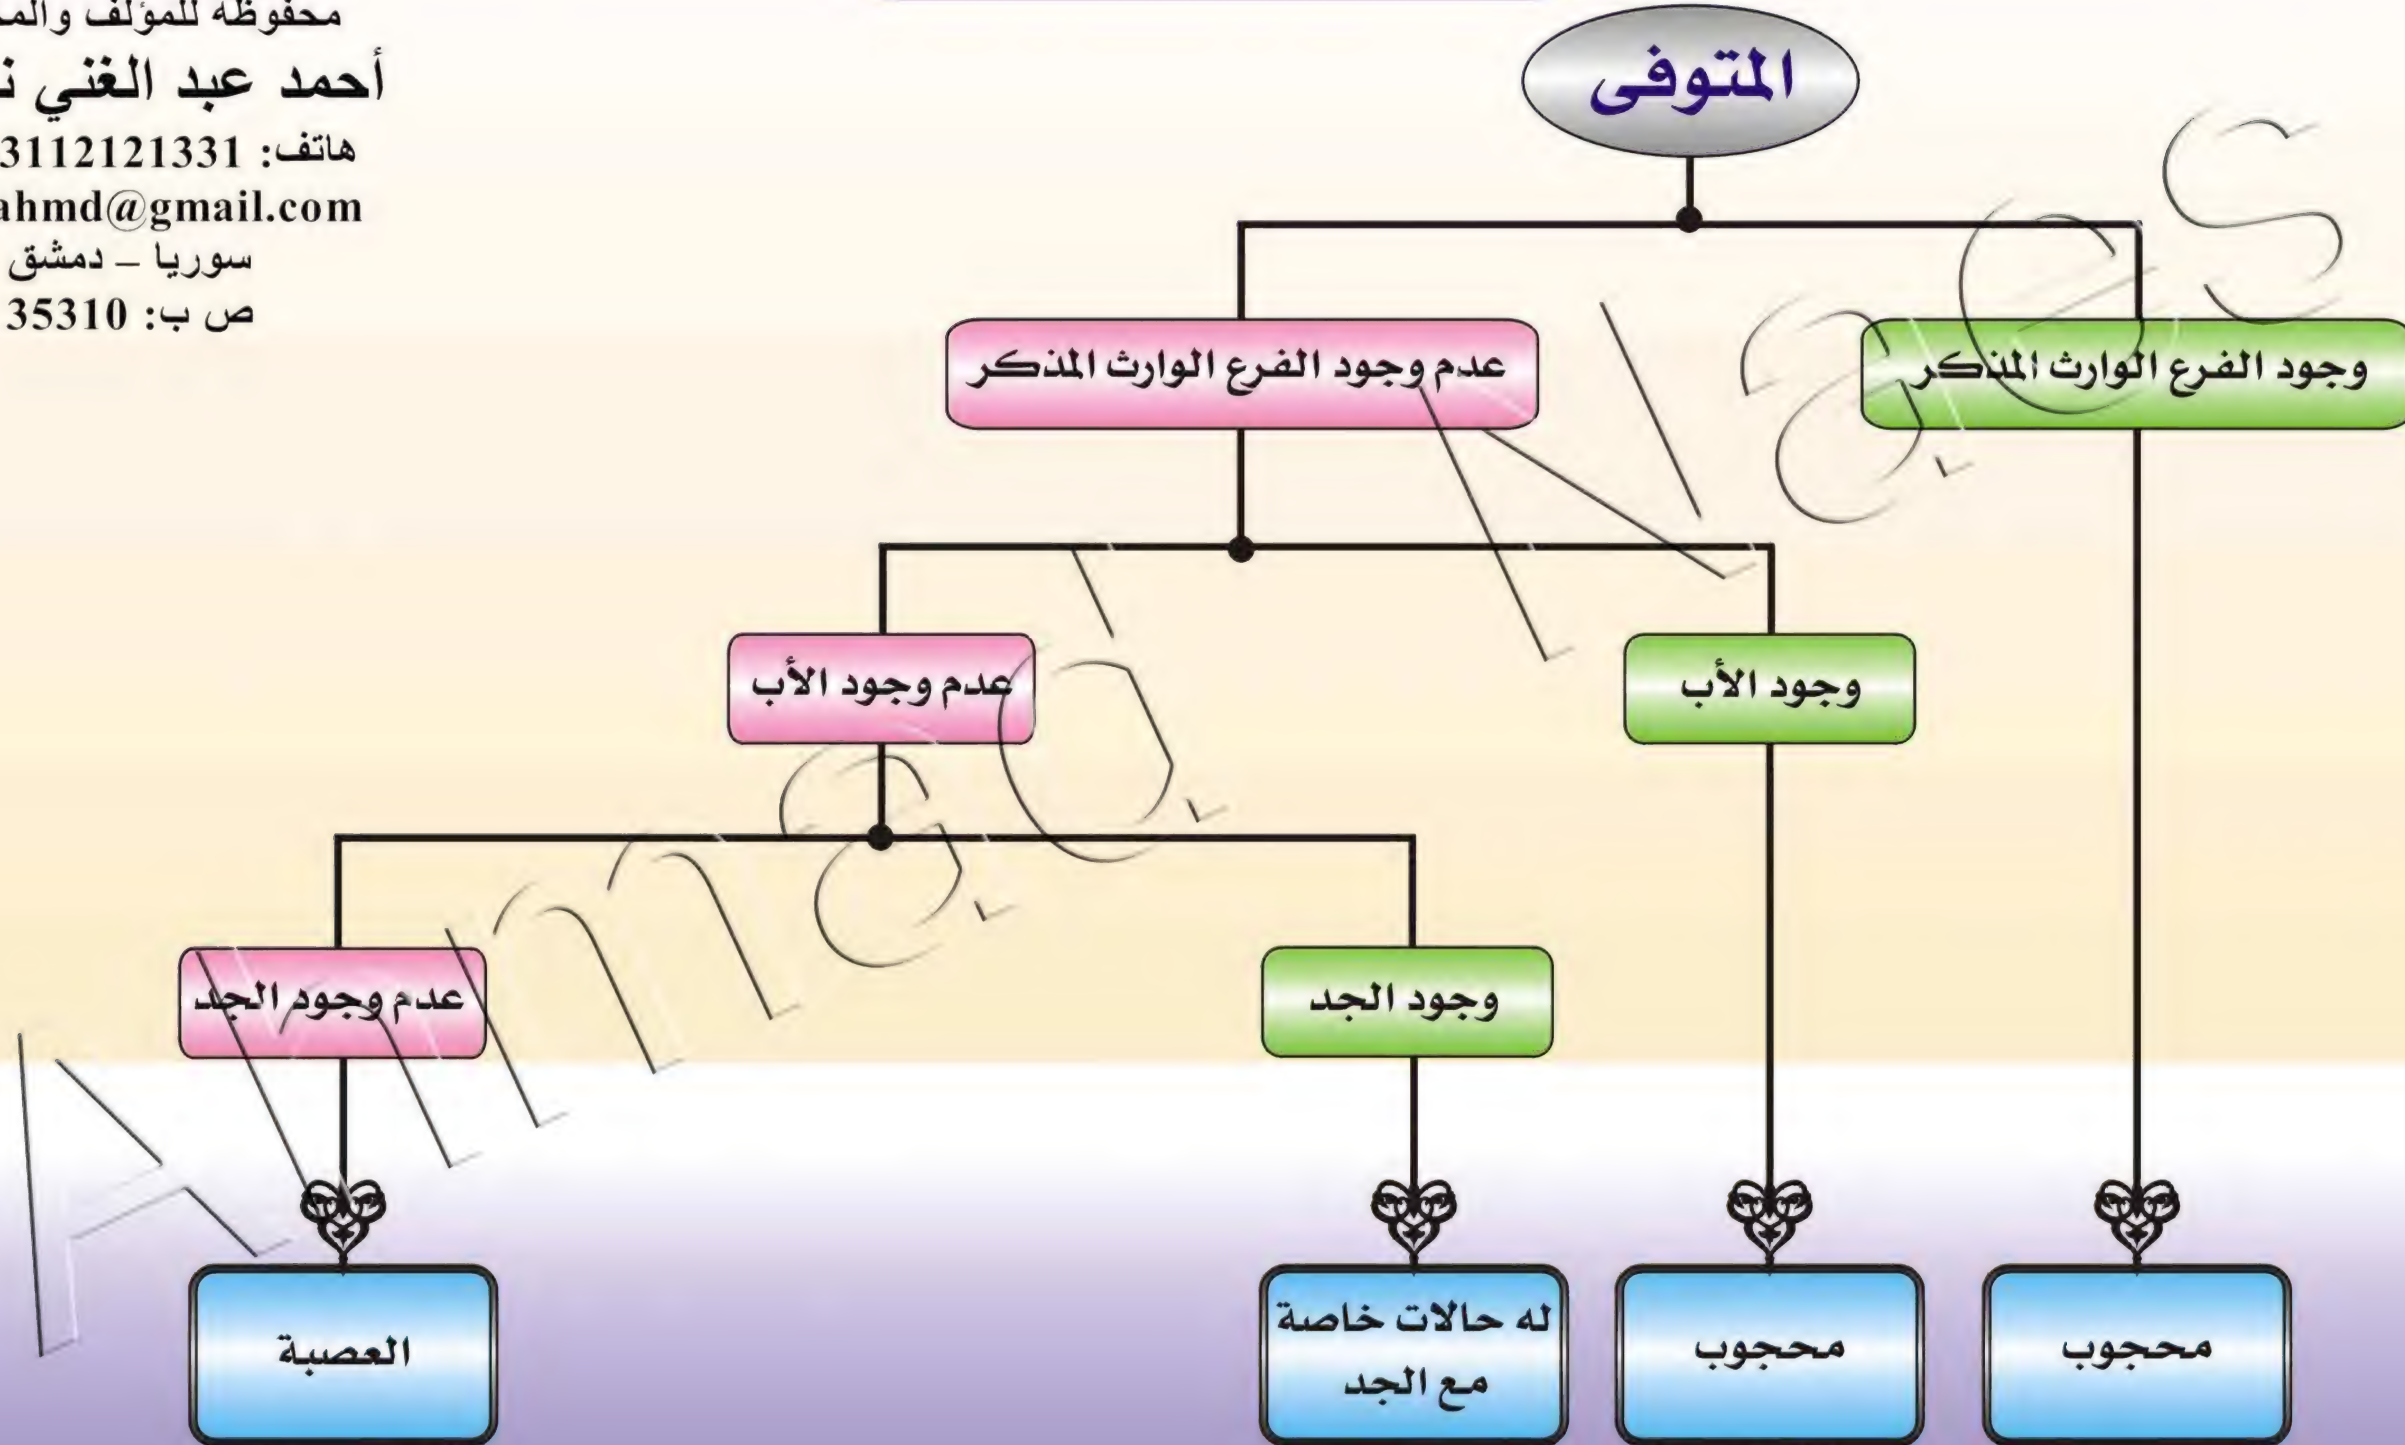 محفوظة للمؤلف
أحمد عبد الغني
هاتف: 3112121331
ahmd@gmail.com
سوريا – دمشق
ص ب: 35310
المتوفى
وجود الفرع الوارث المذكر
عدم وجود الفرع الوارث المذكر
وجود الأب
عدم وجود الأب
وجود الجد
عدم وجود الجد
محجوب
محجوب
له حالات خاصة
مع الجد
العصبة
Ahmad Naes